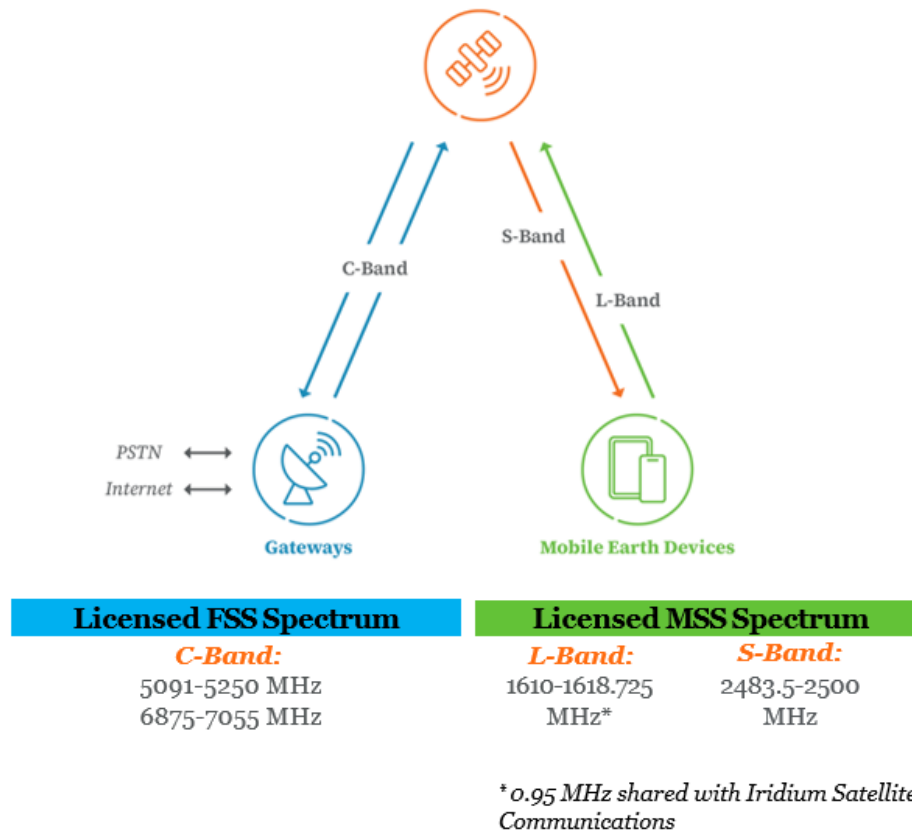 S-Band
C-Band
L-Band
PSTN
Internet
Gateways
Mobile Earth Devices
Licensed FSS Spectrum
C-Band:
5091-5250 MHz
6875-7055 MHz
Licensed MSS Spectrum
L-Band:
1610-1618.725
MHz*
S-Band:
2483.5-2500
MHz
* 0.95 MHz shared with Iridium Satellite
Communications